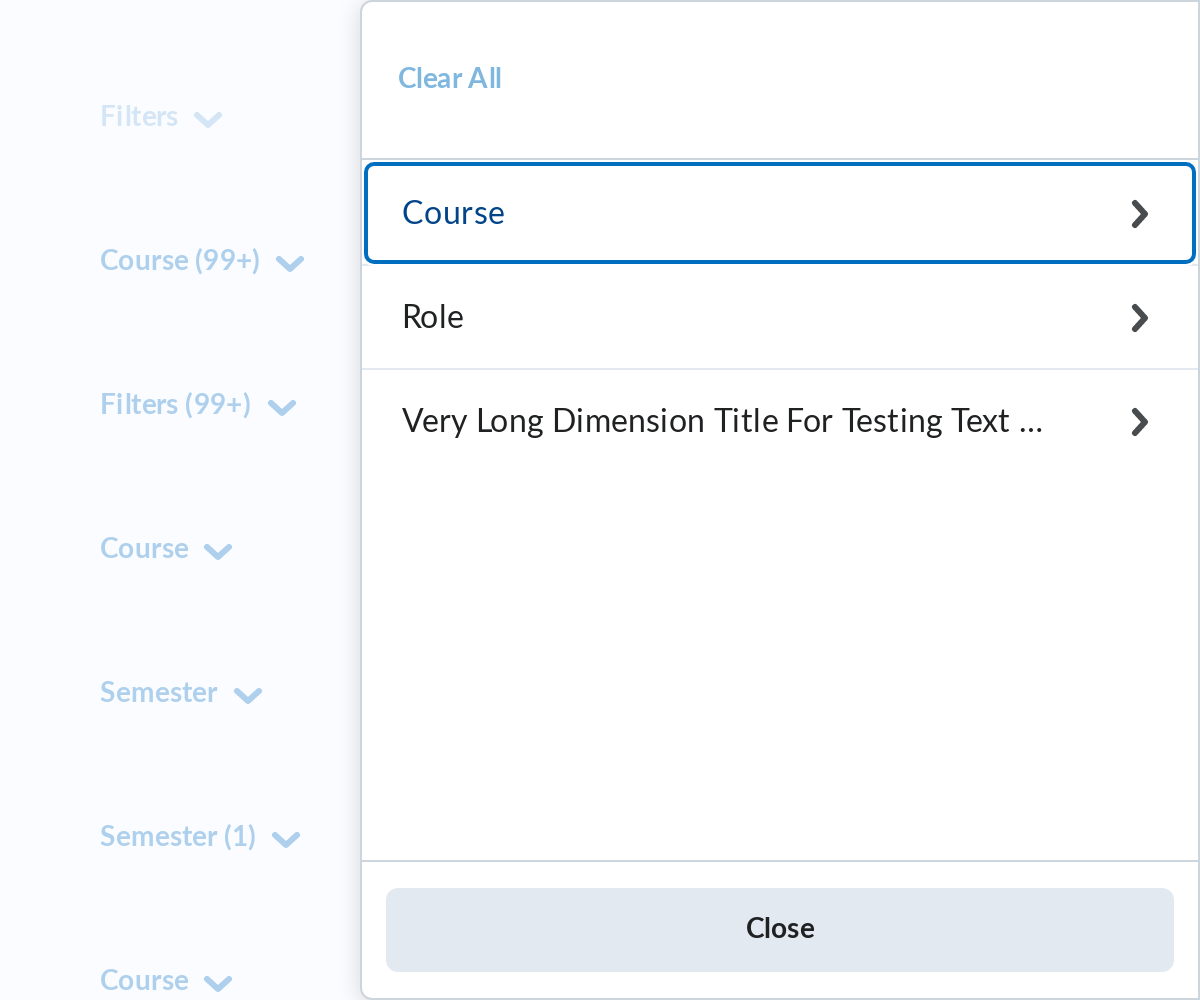 Filters
Course (99+)
Filters (99+)
Course
Semester
Semester (1)
Course
Clear All
Course
Role
Very Long Dimension Title For Testing Text ...
Close